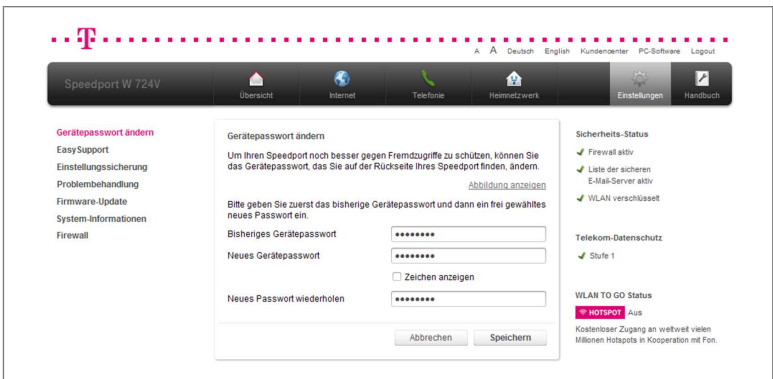 T
A A Deutsch English Kundencenter PC-Software Logout
Speedport W 724V
Übersicht Internet Telefonie Heimnetzwerk Einstellungen Handbuch
Gerätepasswort ändern
EasySupport
Einstellungssicherung
Problembehandlung
Firmware-Update
System-Informationen
Firewall
Gerätepasswort ändern
Um Ihren Speedport noch besser gegen Fremdzugriffe zu schützen, können Sie
das Gerätepasswort, das Sie auf der Rückseite Ihres Speedport finden, ändern.
Abbildung anzeigen
Bitte geben Sie zuerst das bisherige Gerätepasswort und dann ein frei gewähltes
neues Passwort ein.
Bisheriges Gerätepasswort ••••••••
Neues Gerätepasswort ••••••••
Zeichen anzeigen
Neues Passwort wiederholen ••••••••
Abbrechen Speichern
Sicherheits-Status
Firewall aktiv
Liste der sicheren
E-Mail-Server aktiv
WLAN verschlüsselt
Telekom-Datenschutz
Stufe 1
WLAN TO GO Status
HOTSPOT Aus
Kostenloser Zugang an weltweit vielen
Millionen Hotspots in Kooperation mit Fon.